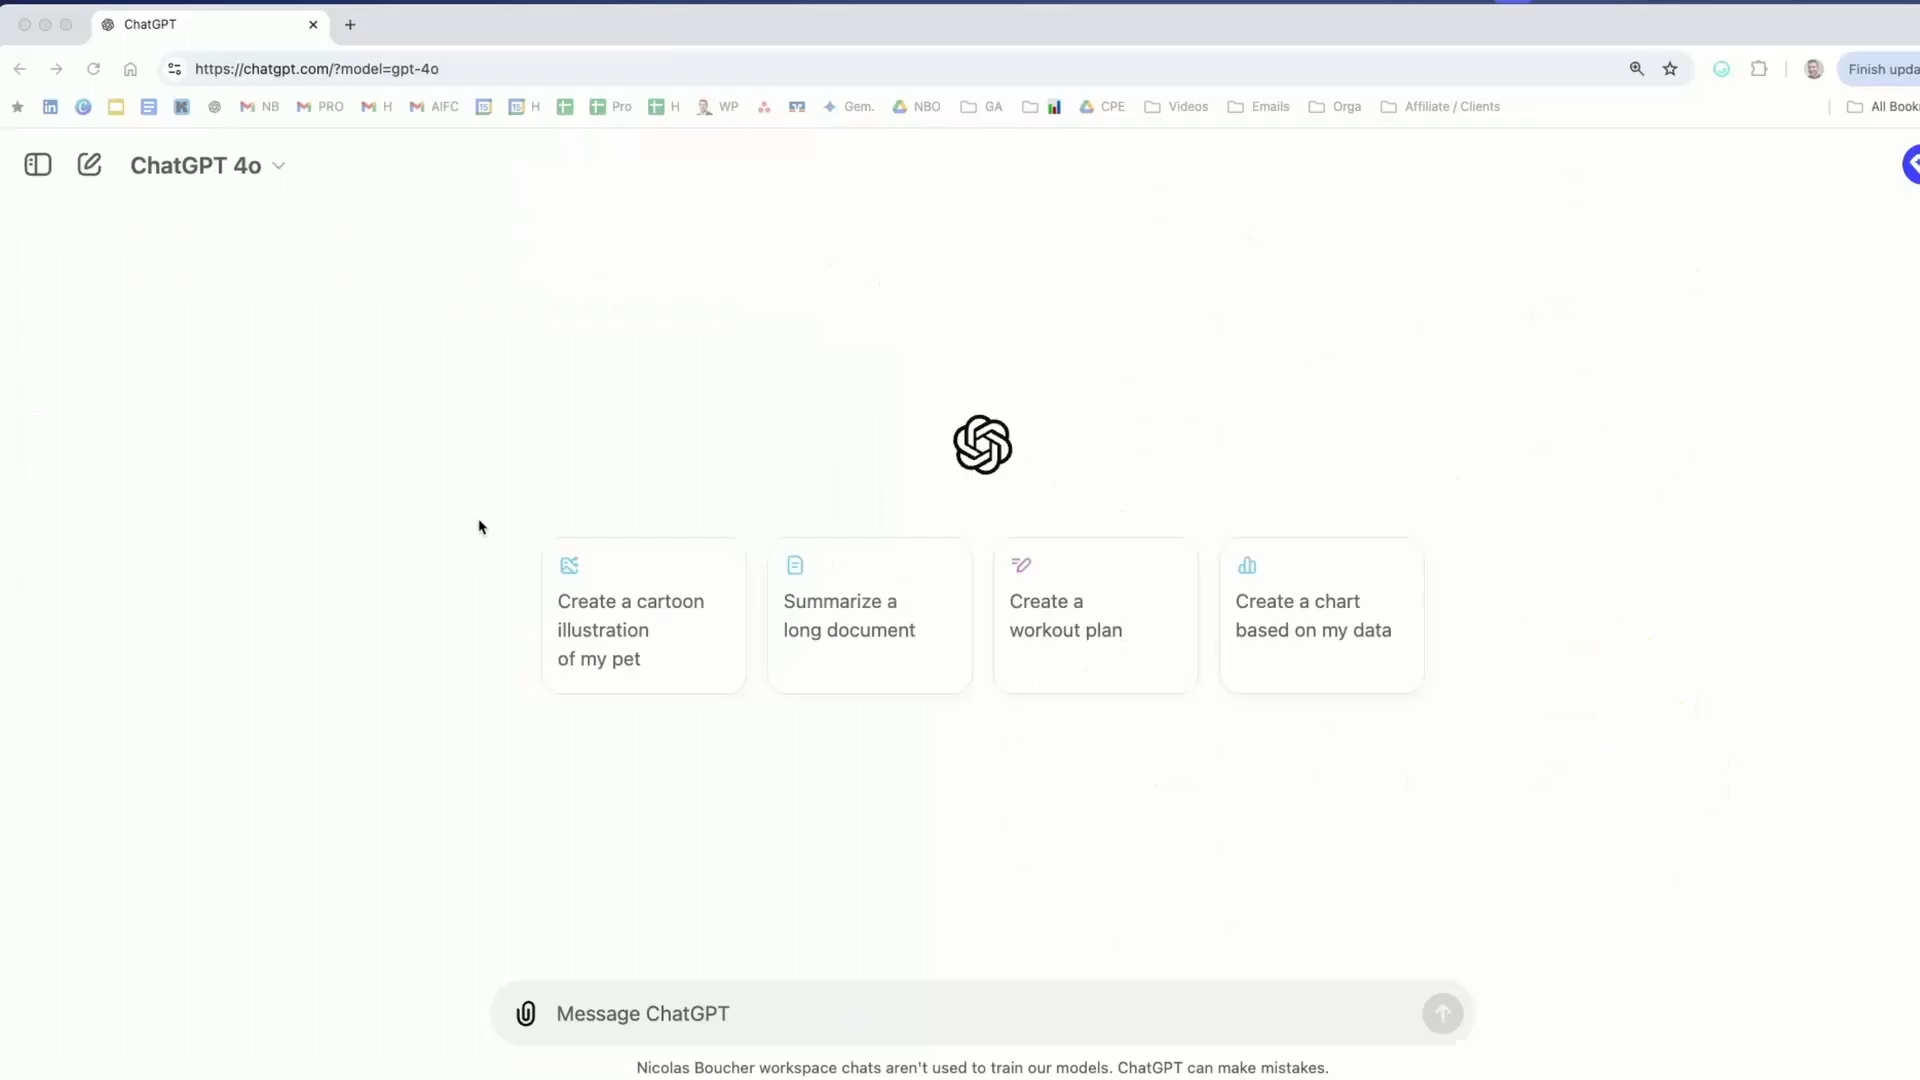 ChatGPT
https://chatgpt.com/?model=gpt-4o
Finish upda
NB
PRO
H
AIFC
H
Pro
H
WP
Gem.
NBO
GA
CPE
Videos
Emails
Orga
Affiliate / Clients
All Book
ChatGPT 4o
Create a cartoon
illustration
of my pet
Summarize a
long document
Create a
workout plan
Create a chart
based on my data
Message ChatGPT
Nicolas Boucher workspace chats aren't used to train our models. ChatGPT can make mistakes.